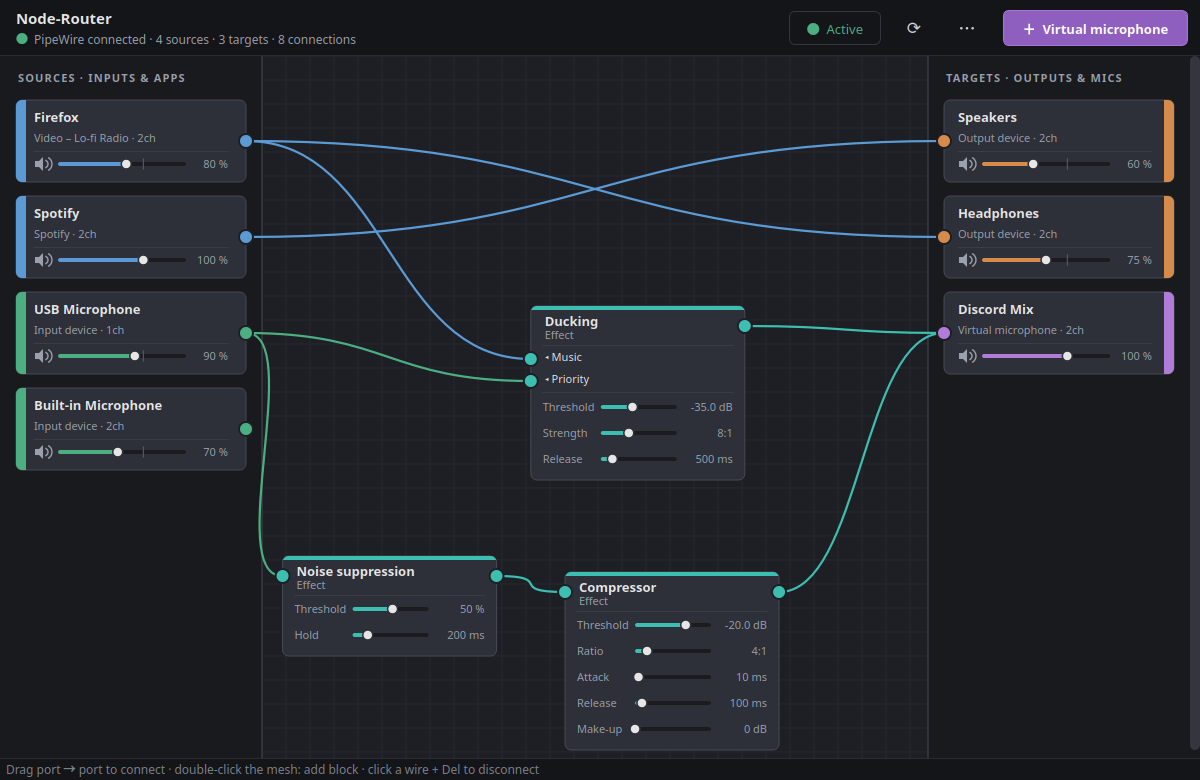 Node-Router
PipeWire connected · 4 sources · 3 targets · 8 connections
Active
⟳
⋯
+ Virtual microphone
SOURCES · INPUTS & APPS
Firefox
Video – Lo-fi Radio · 2ch
80 %
Spotify
Spotify · 2ch
100 %
USB Microphone
Input device · 1ch
90 %
Built-in Microphone
Input device · 2ch
70 %
Ducking
Effect
◂ Music
◂ Priority
Threshold -35.0 dB
Strength 8:1
Release 500 ms
Noise suppression
Effect
Threshold 50 %
Hold 200 ms
Compressor
Effect
Threshold -20.0 dB
Ratio 4:1
Attack 10 ms
Release 100 ms
Make-up 0 dB
TARGETS · OUTPUTS & MICS
Speakers
Output device · 2ch
60 %
Headphones
Output device · 2ch
75 %
Discord Mix
Virtual microphone · 2ch
100 %
Drag port → port to connect · double-click the mesh: add block · click a wire + Del to disconnect